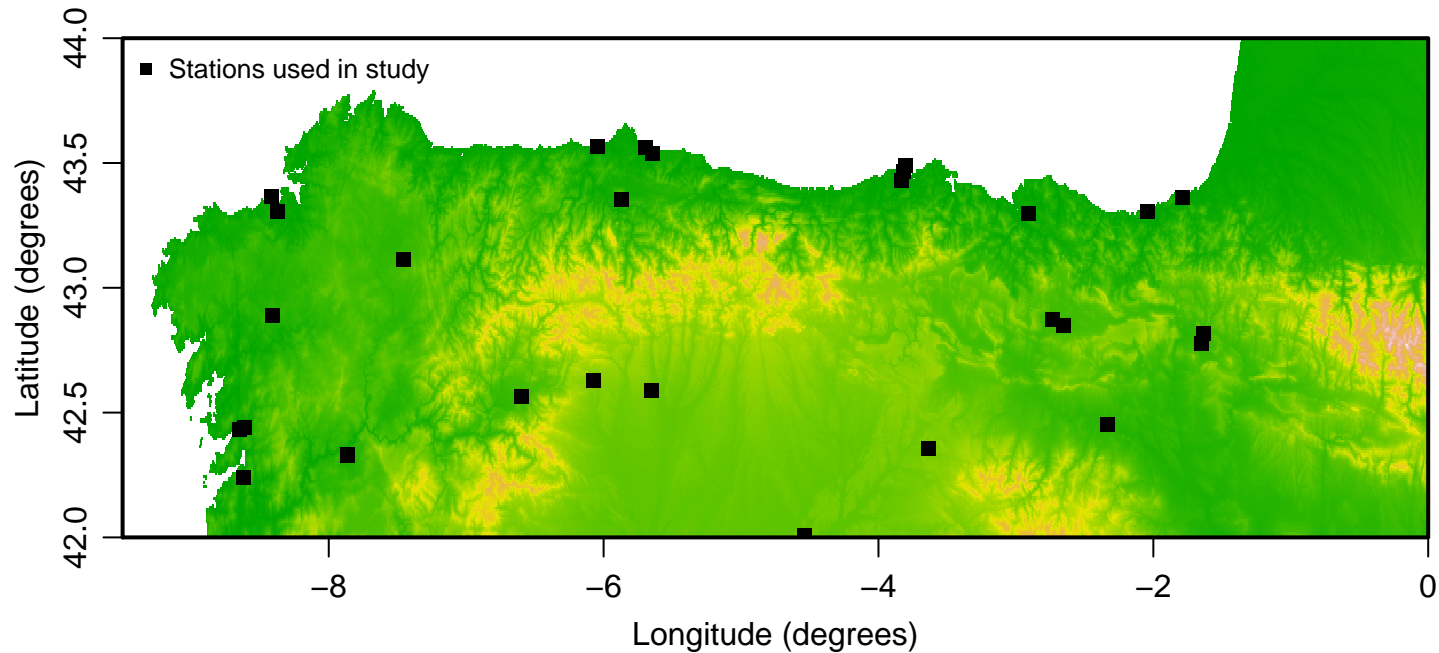 Stations used in study
44.0
43.5
43.0
42.5
42.0
Latitude (degrees)
−8 −6 −4 −2 0
Longitude (degrees)